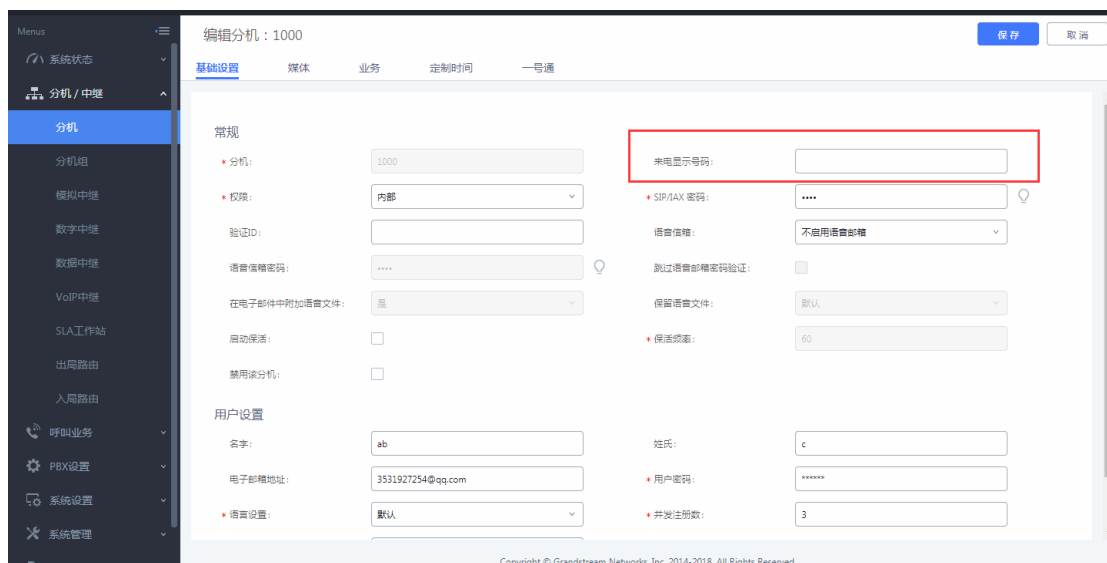 Menus
系统状态
分机 / 中继
分机
分机组
模拟中继
数字中继
数据中继
VoIP中继
SLA工作站
出局路由
入局路由
呼叫业务
PBX设置
系统设置
系统管理
编辑分机：1000
保存 取消
基础设置 媒体 业务 定制时间 一号通
常规
* 分机: 1000 来电显示号码:
* 权限: 内部 * SIP/IAX 密码: ••••
验证ID: 语音信箱: 不启用语音邮箱
语音信箱密码: •••• 跳过语音邮箱密码验证:
在电子邮件中附加语音文件: 是 保留语音文件: 默认
启动保活: * 保活频率: 60
禁用该分机:
用户设置
名字: ab 姓氏: c
电子邮箱地址: 3531927254@qq.com * 用户密码: ******
* 语言设置: 默认 * 并发注册数: 3
Copyright © Grandstream Networks, Inc. 2014-2018. All Rights Reserved.